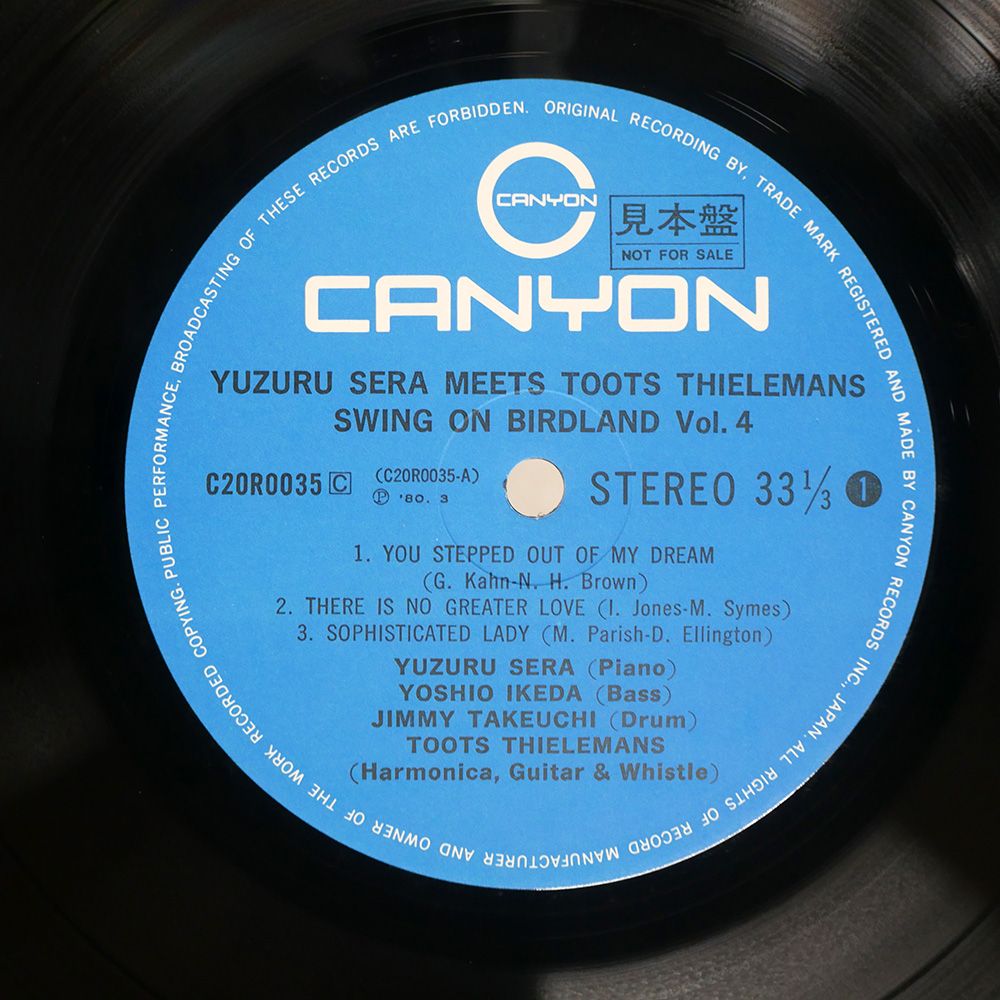 CANYON
見本盤
NOT FOR SALE
CANYON
YUZURU SERA MEETS TOOTS THIELEMANS
SWING ON BIRDLAND Vol. 4
C20R0035 C (C20R0035-A) STEREO 33 1/3 1
Ⓟ '80. 3
1. YOU STEPPED OUT OF MY DREAM
(G. Kahn-N. H. Brown)
2. THERE IS NO GREATER LOVE (I. Jones-M. Symes)
3. SOPHISTICATED LADY (M. Parish-D. Ellington)
YUZURU SERA (Piano)
YOSHIO IKEDA (Bass)
JIMMY TAKEUCHI (Drum)
TOOTS THIELEMANS
(Harmonica, Guitar & Whistle)
ORIGINAL RECORDING BY, TRADE MARK REGISTERED AND MADE BY CANYON RECORDS INC., JAPAN. ALL RIGHTS OF RECORD MANUFACTURER AND OWNER OF THE WORK RECORDED COPYING. PUBLIC PERFORMANCE, BROADCASTING OF THESE RECORDS ARE FORBIDDEN.